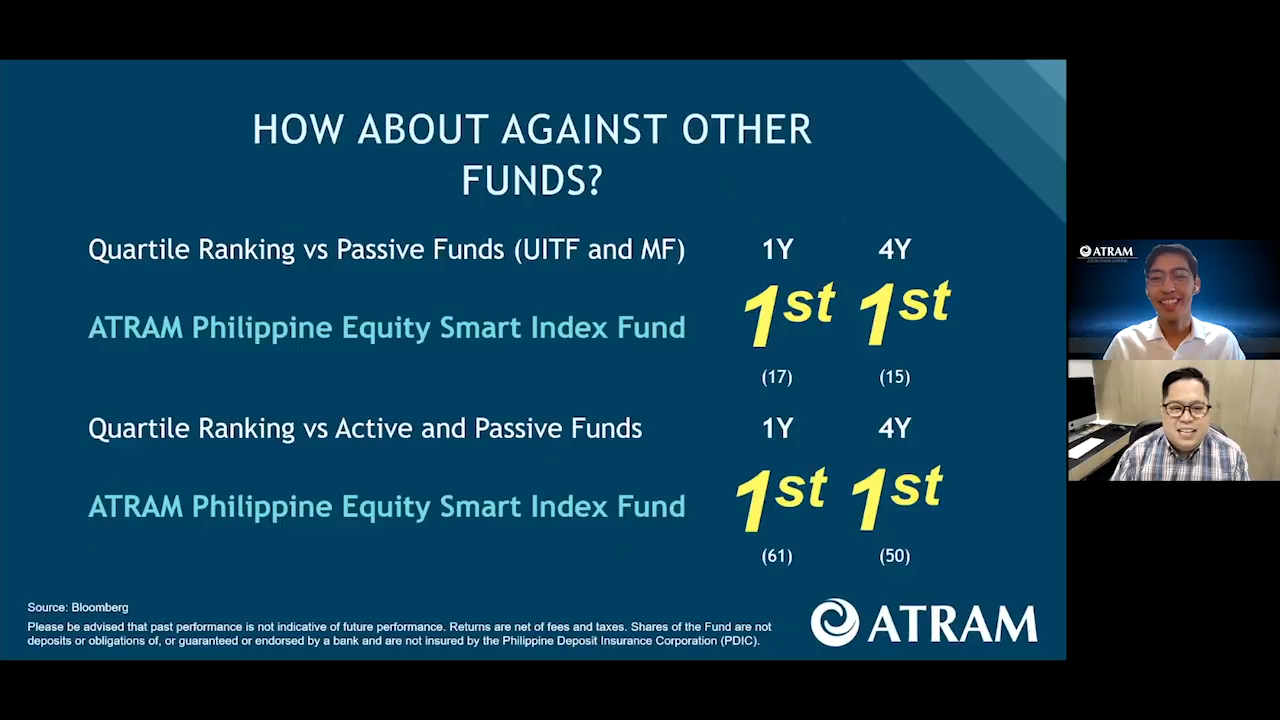 HOW ABOUT AGAINST OTHER
FUNDS?
Quartile Ranking vs Passive Funds (UITF and MF) 1Y 4Y
ATRAM Philippine Equity Smart Index Fund 1st 1st
(17) (15)
Quartile Ranking vs Active and Passive Funds 1Y 4Y
ATRAM Philippine Equity Smart Index Fund 1st 1st
(61) (50)
Source: Bloomberg
Please be advised that past performance is not indicative of future performance. Returns are net of fees and taxes. Shares of the Fund are not
deposits or obligations of, or guaranteed or endorsed by a bank and are not insured by the Philippine Deposit Insurance Corporation (PDIC).
ATRAM
ATRAM